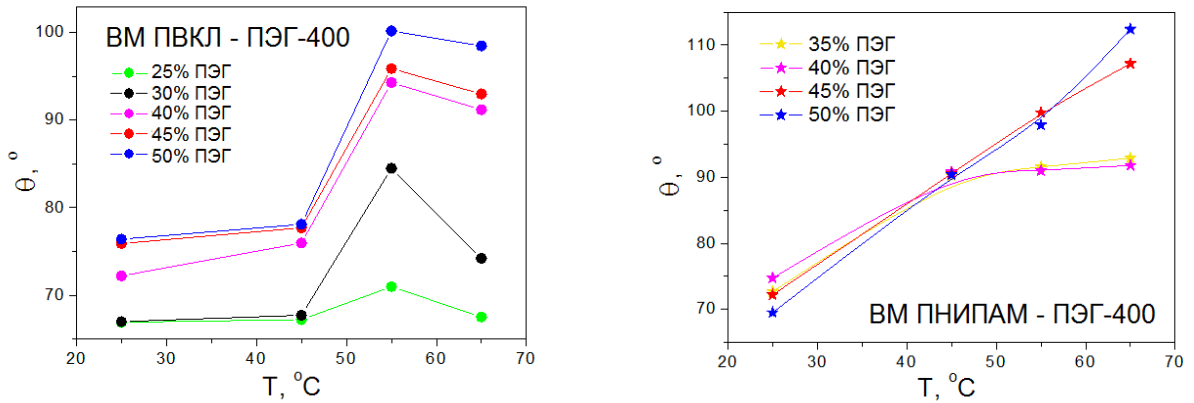 ВМ ПВКЛ - ПЭГ-400
25% ПЭГ
30% ПЭГ
40% ПЭГ
45% ПЭГ
50% ПЭГ
100
90
80
70
θ, °
20 30 40 50 60 70
T, °C
35% ПЭГ
40% ПЭГ
45% ПЭГ
50% ПЭГ
110
100
90
80
70
θ, °
ВМ ПНИПАМ - ПЭГ-400
20 30 40 50 60 70
T, °C